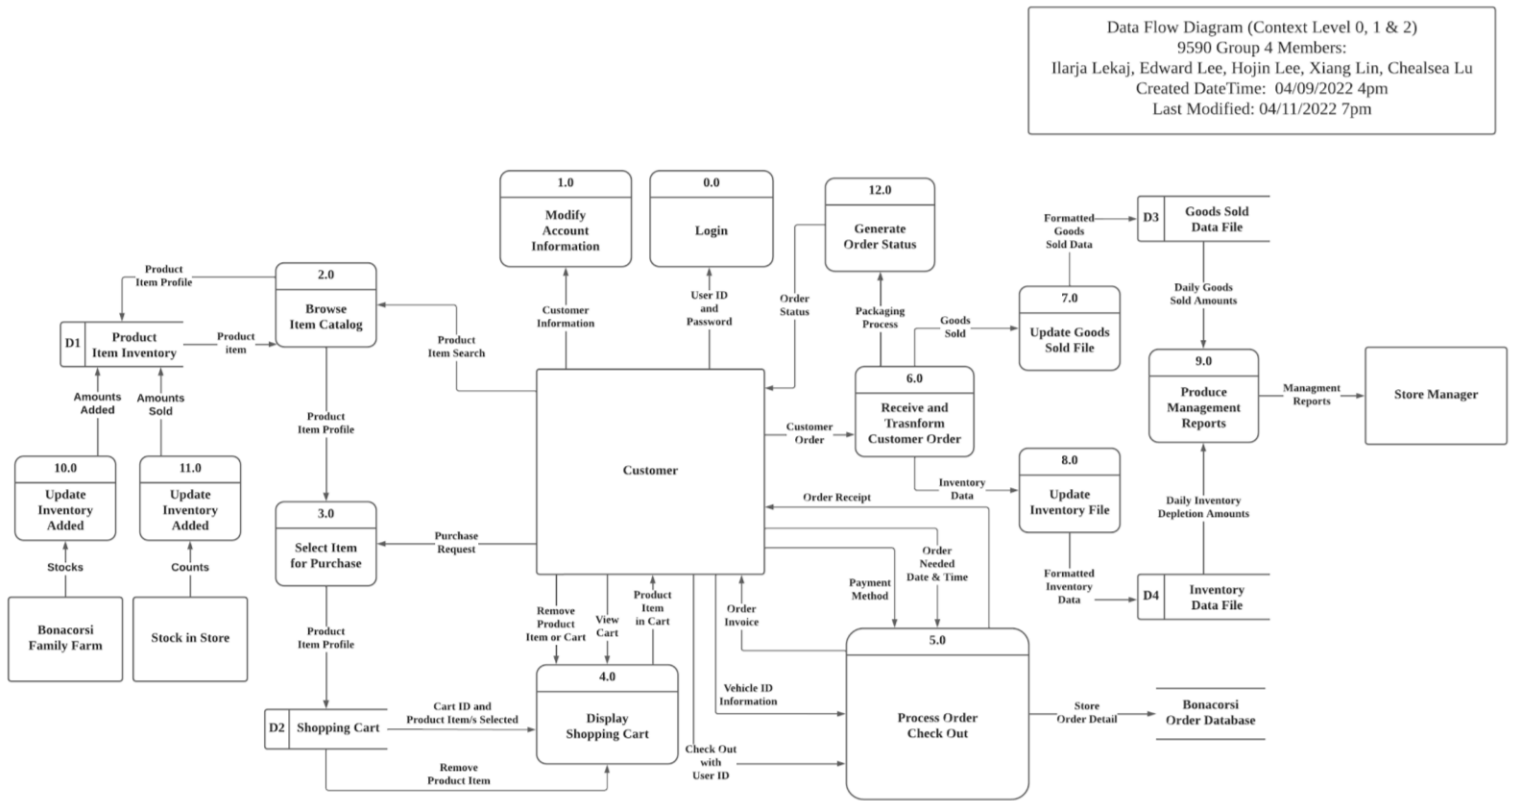 Data Flow Diagram (Context Level 0, 1 & 2)
9590 Group 4 Members:
Ilarja Lekaj, Edward Lee, Hojin Lee, Xiang Lin, Chealsea Lu
Created DateTime: 04/09/2022 4pm
Last Modified: 04/11/2022 7pm
1.0
Modify
Account
Information
0.0
Login
12.0
Generate
Order Status
Formatted
Goods
Sold Data
D3
Goods Sold
Data File
Product
Item Profile
2.0
Browse
Item Catalog
Customer
Information
User ID
and
Password
Order
Status
Packaging
Process
Goods
Sold
7.0
Update Goods
Sold File
Daily Goods
Sold Amounts
D1
Product
Item Inventory
Product
item
Product
Item Search
6.0
Receive and
Trasnform
Customer Order
9.0
Produce
Management
Reports
Managment
Reports
Store Manager
Amounts
Added
Amounts
Sold
Product
Item Profile
Customer
Customer
Order
10.0
Update
Inventory
Added
11.0
Update
Inventory
Added
Inventory
Data
8.0
Update
Inventory File
Daily Inventory
Depletion Amounts
Order Receipt
3.0
Select Item
for Purchase
Purchase
Request
Order
Needed
Date & Time
Payment
Method
Stocks
Counts
Formatted
Inventory
Data
D4
Inventory
Data File
Bonacorsi
Family Farm
Stock in Store
Product
Item Profile
Remove
Product
Item or Cart
View
Cart
Product
Item
in Cart
Order
Invoice
5.0
Process Order
Check Out
4.0
Display
Shopping Cart
Vehicle ID
Information
D2
Shopping Cart
Cart ID and
Product Item/s Selected
Store
Order Detail
Bonacorsi
Order Database
Check Out
with
User ID
Remove
Product Item